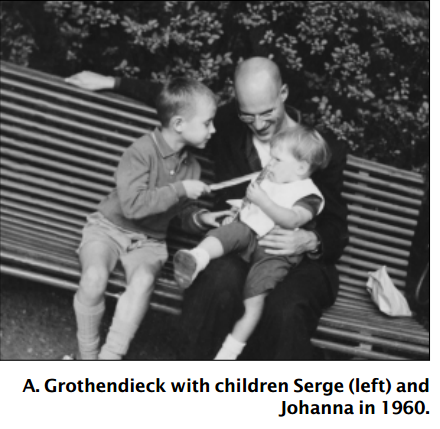 A. Grothendieck with children Serge (left) and
Johanna in 1960.